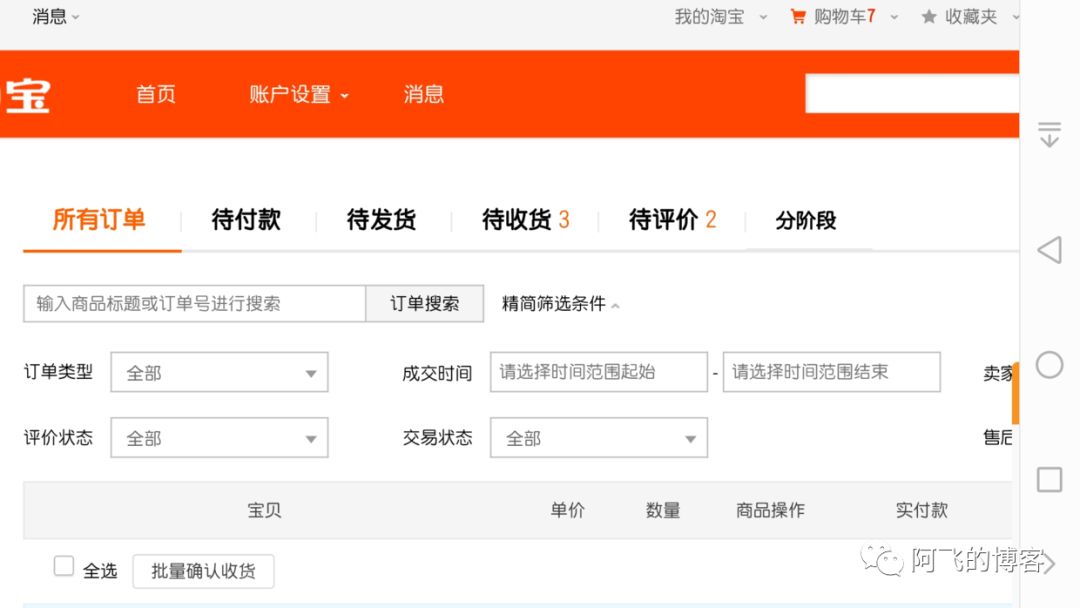 消息 我的淘宝 购物车7 收藏夹
宝 首页 账户设置 消息
所有订单 待付款 待发货 待收货 3 待评价 2 分阶段
输入商品标题或订单号进行搜索 订单搜索 精简筛选条件
订单类型 全部 成交时间 请选择时间范围起始 - 请选择时间范围结束 卖家
评价状态 全部 交易状态 全部 售后
宝贝 单价 数量 商品操作 实付款
全选 批量确认收货
阿飞的博客